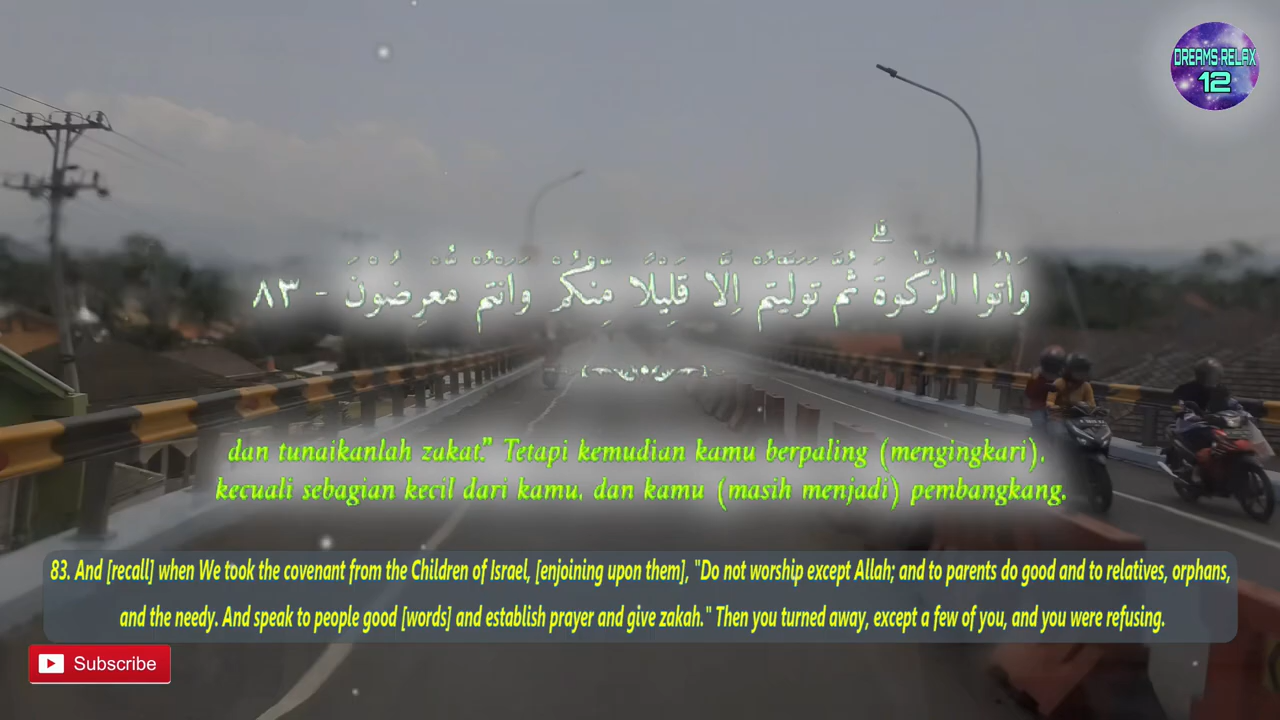 DREAMS RELAX
12
وَاٰتُوا الزَّكٰوةَۗ ثُمَّ تَوَلَّيْتُمْ اِلَّا قَلِيْلًا مِّنْكُمْ وَاَنْتُمْ مُّعْرِضُوْنَ - ٨٣
dan tunaikanlah zakat." Tetapi kemudian kamu berpaling (mengingkari),
kecuali sebagian kecil dari kamu, dan kamu (masih menjadi) pembangkang.
83. And [recall] when We took the covenant from the Children of Israel, [enjoining upon them], "Do not worship except Allah; and to parents do good and to relatives, orphans,
and the needy. And speak to people good [words] and establish prayer and give zakah." Then you turned away, except a few of you, and you were refusing.
Subscribe